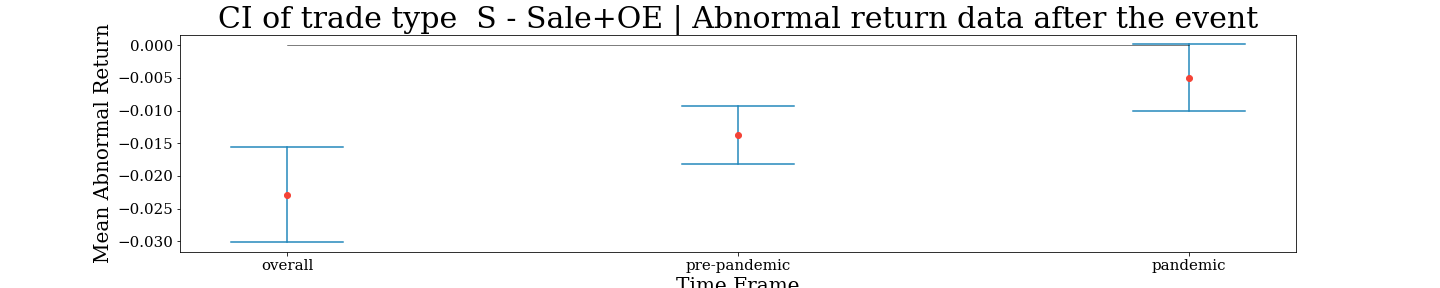 CI of trade type  S - Sale+OE | Abnormal return data after the event
Mean Abnormal Return
0.000
−0.005
−0.010
−0.015
−0.020
−0.025
−0.030
overall
pre-pandemic
pandemic
Time Frame